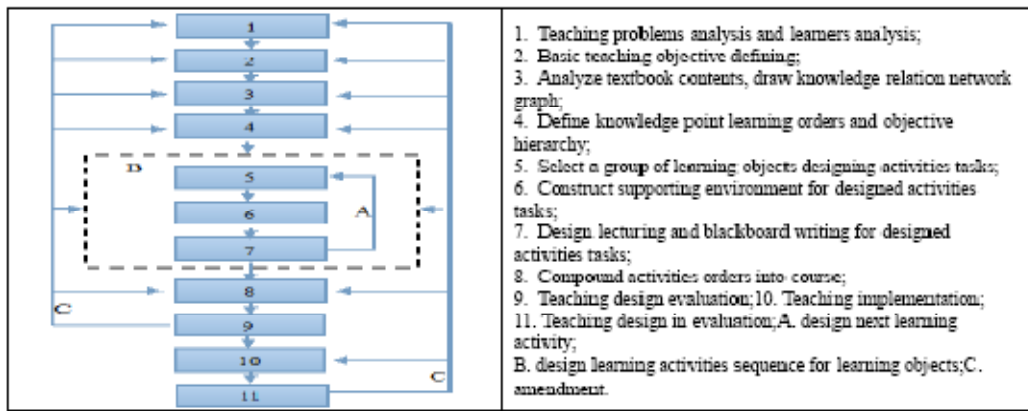 1
2
3
4
B
5
6
A
7
8
C
9
10
C
11
1. Teaching problems analysis and learners analysis;
2. Basic teaching objective defining;
3. Analyze textbook contents, draw knowledge relation network
graph;
4. Define knowledge point learning orders and objective
hierarchy;
5. Select a group of learning objects designing activities tasks;
6. Construct supporting environment for designed activities
tasks;
7. Design lecturing and blackboard writing for designed
activities tasks;
8. Compound activities orders into course;
9. Teaching design evaluation;10. Teaching implementation;
11. Teaching design in evaluation;A. design next learning
activity;
B. design learning activities sequence for learning objects;C.
amendment.